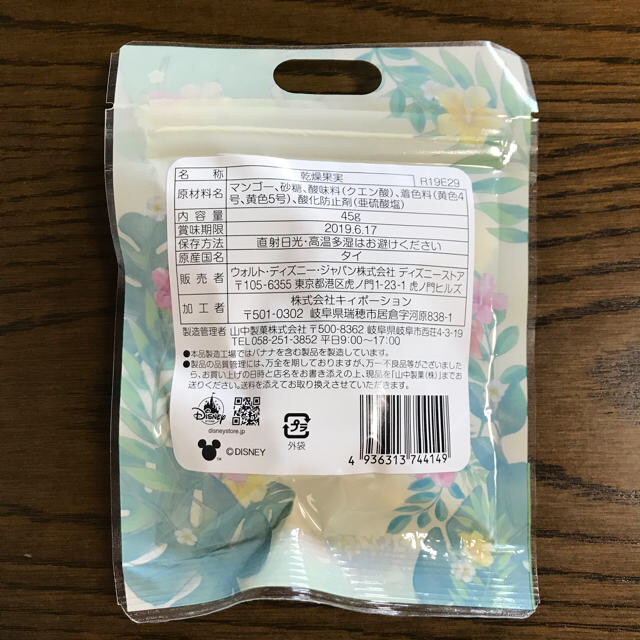 名称 乾燥果実 R19E29
原材料名 マンゴー、砂糖、酸味料(クエン酸)、着色料(黄色4
号、黄色5号)、酸化防止剤(亜硫酸塩)
内容量 45g
賞味期限 2019.6.17
保存方法 直射日光・高温多湿はお避けください
原産国名 タイ
販売者 ウォルト・ディズニー・ジャパン株式会社 ディズニーストア
〒105-6355 東京都港区虎ノ門1-23-1 虎ノ門ヒルズ
加工者 株式会社キィポーション
〒501-0302 岐阜県瑞穂市居倉字河原838-1
製造管理者 山中製菓株式会社 〒500-8362 岐阜県岐阜市西荘4-3-19
TEL058-251-3852 平日9:00〜17:00
●本品製造工場ではバナナを含む製品を製造しています。
●製品の品質管理には、万全を期しておりますが、万一不良品等がございまし
たら、お買い上げの日時と店名をお書き添えの上、現品を「山中製菓(株)」までお
送りください。送料を添えてお取り換えさせていただきます。
Disney
STORE
disneystore.jp
©DISNEY
プラ
外袋
4 936313 744149